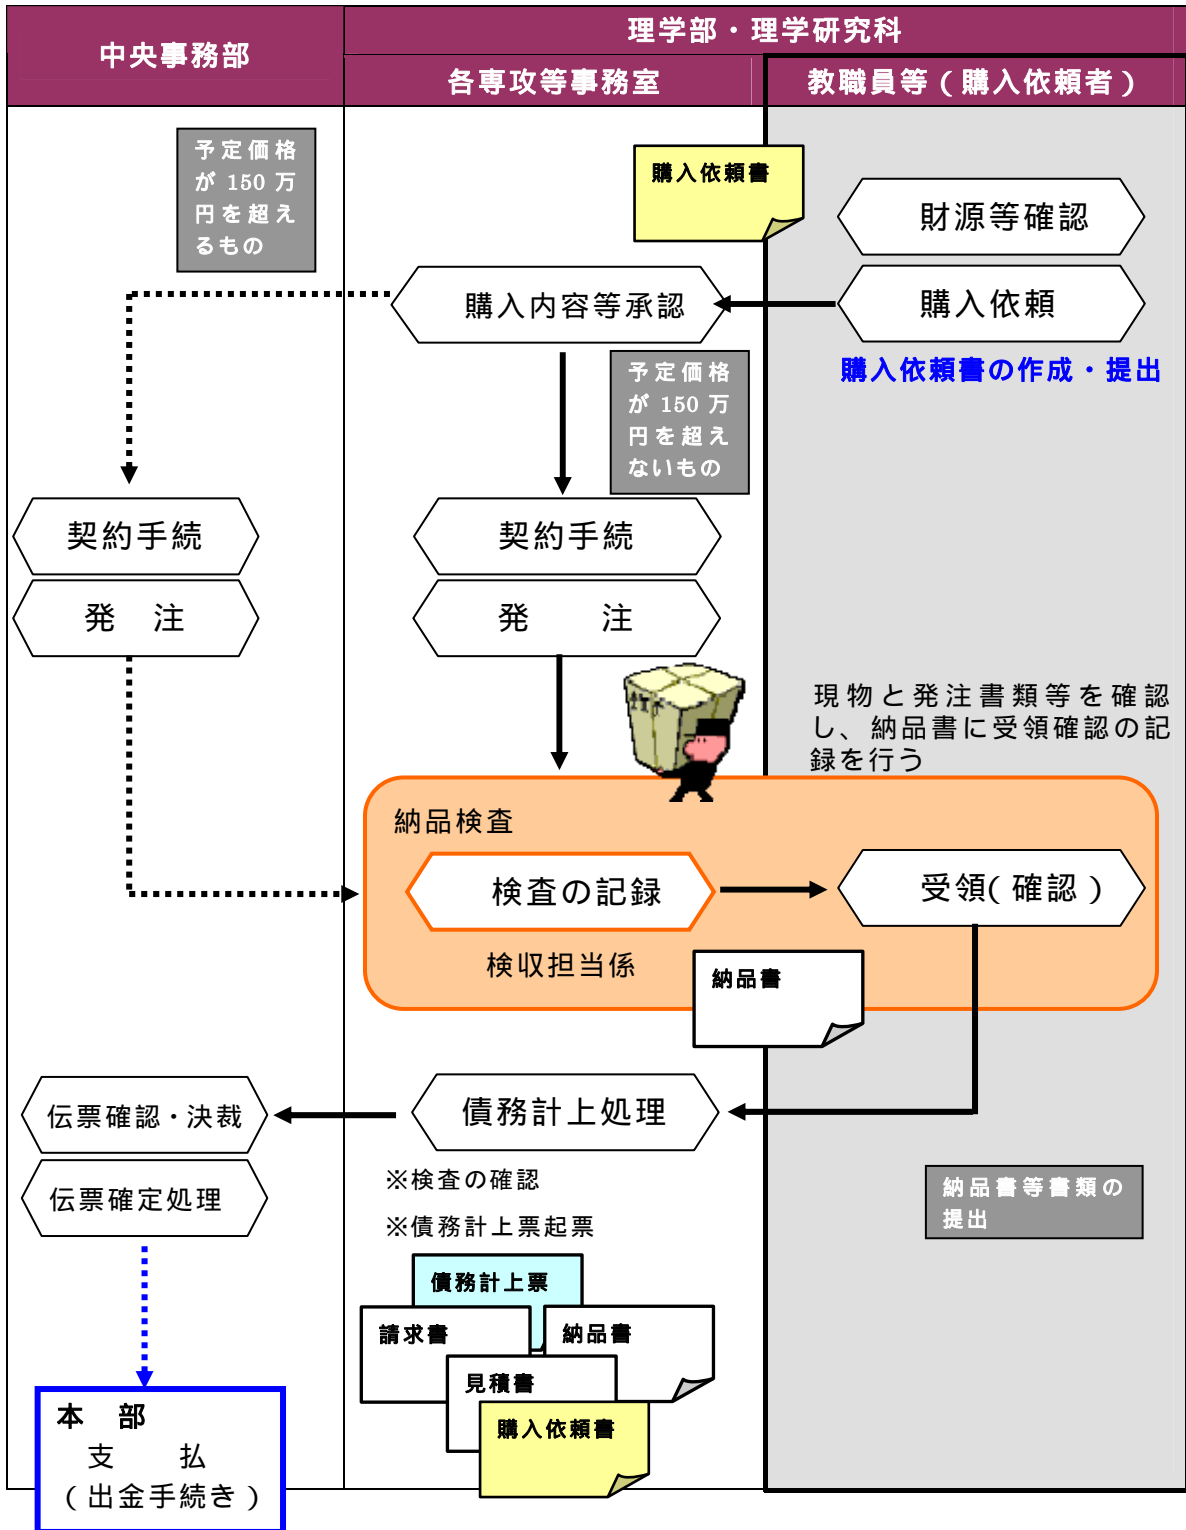 理学部・理学研究科
中央事務部
各専攻等事務室
教職員等（購入依頼者）
予定価格
が 150 万
円を超え
るもの
購入依頼書
財源等確認
購入内容等承認
購入依頼
購入依頼書の作成・提出
予定価格
が 150 万
円を超え
ないもの
契約手続
契約手続
発　注
発　　注
現物と発注書類等を確認
し、納品書に受領確認の記
録を行う
納品検査
検査の記録
受領（確認）
検収担当係
納品書
伝票確認・決裁
債務計上処理
伝票確定処理
※検査の確認
※債務計上票起票
納品書等書類の
提出
債務計上票
請求書
納品書
見積書
購入依頼書
本　部
支　　払
（出金手続き）